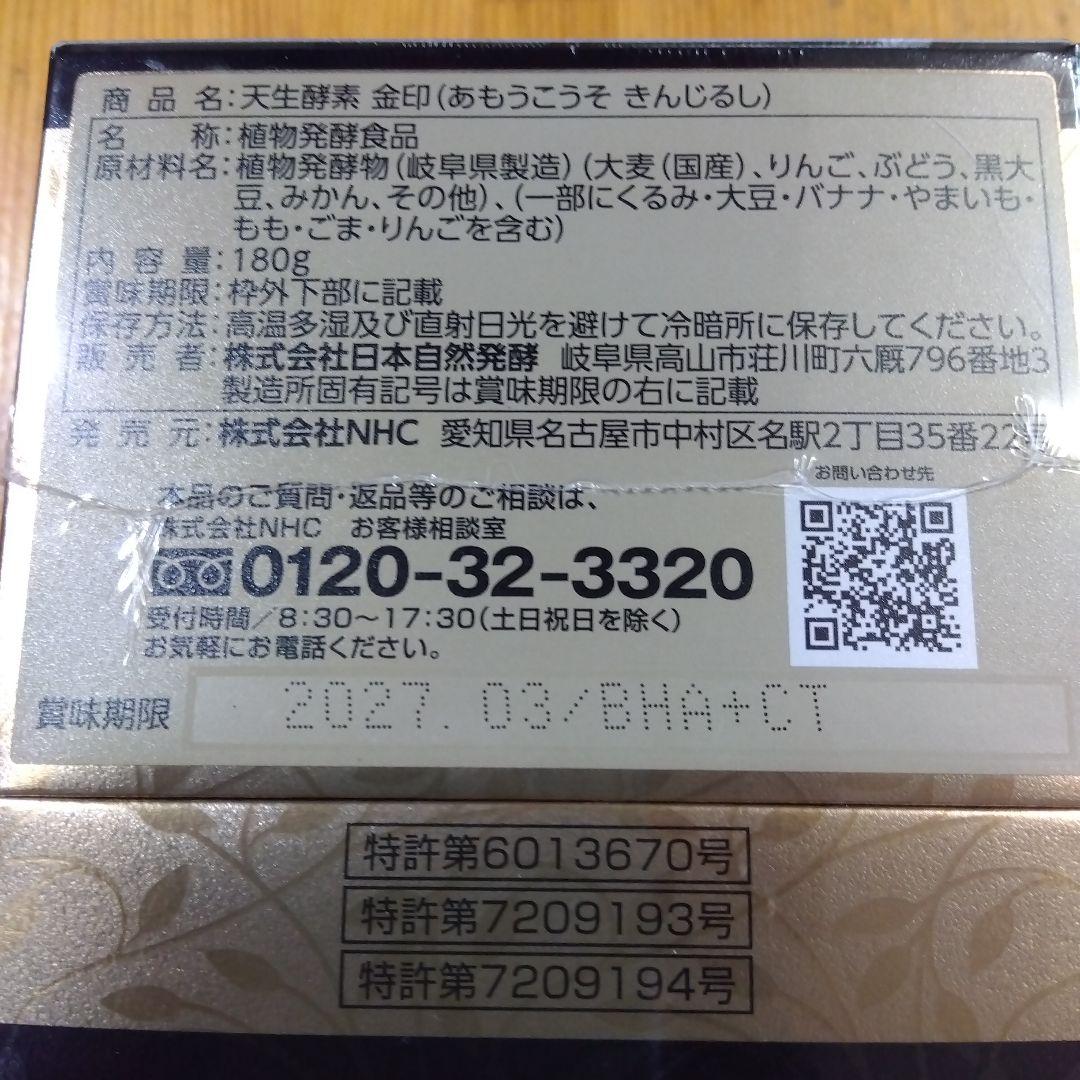 商品名:天生酵素 金印(あもうこうそ きんじるし)
名称:植物発酵食品
原材料名:植物発酵物(岐阜県製造)(大麦(国産)、りんご、ぶどう、黒大
豆、みかん、その他)、(一部にくるみ・大豆・バナナ・やまいも・
もも・ごま・りんごを含む)
内容量:180g
賞味期限:枠外下部に記載
保存方法:高温多湿及び直射日光を避けて冷暗所に保存してください。
販売者:株式会社日本自然発酵 岐阜県高山市荘川町六厩796番地3
製造所固有記号は賞味期限の右に記載
発売元:株式会社NHC 愛知県名古屋市中村区名駅2丁目35番22号
お問い合わせ先
本品のご質問・返品等のご相談は、
株式会社NHC お客様相談室
0120-32-3320
受付時間/8:30~17:30(土日祝日を除く)
お気軽にお電話ください。
賞味期限 2027.03/BHA+CT
特許第6013670号
特許第7209193号
特許第7209194号